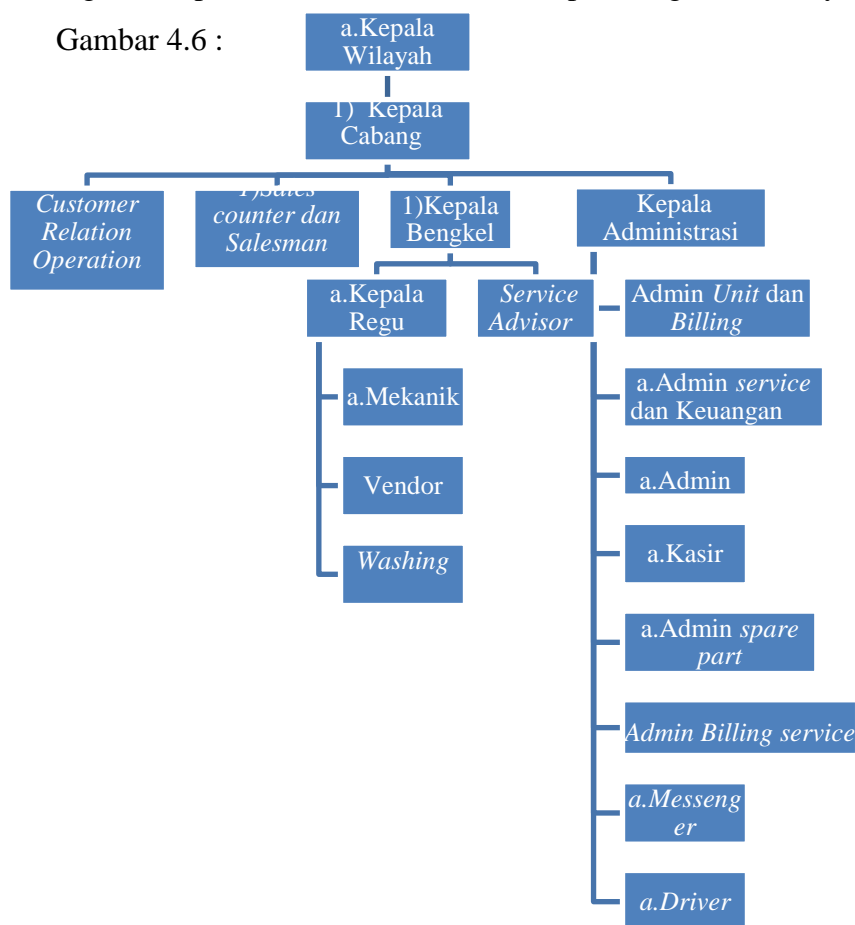 Gambar 4.6 :
a.Kepala
Wilayah
1) Kepala
Cabang
Customer
Relation
Operation
1)Sales
counter dan
Salesman
1)Kepala
Bengkel
Kepala
Administrasi
a.Kepala
Regu
Service
Advisor
Admin Unit dan
Billing
a.Mekanik
a.Admin service
dan Keuangan
Vendor
a.Admin
Washing
a.Kasir
a.Admin spare
part
Admin Billing service
a.Messeng
er
a.Driver